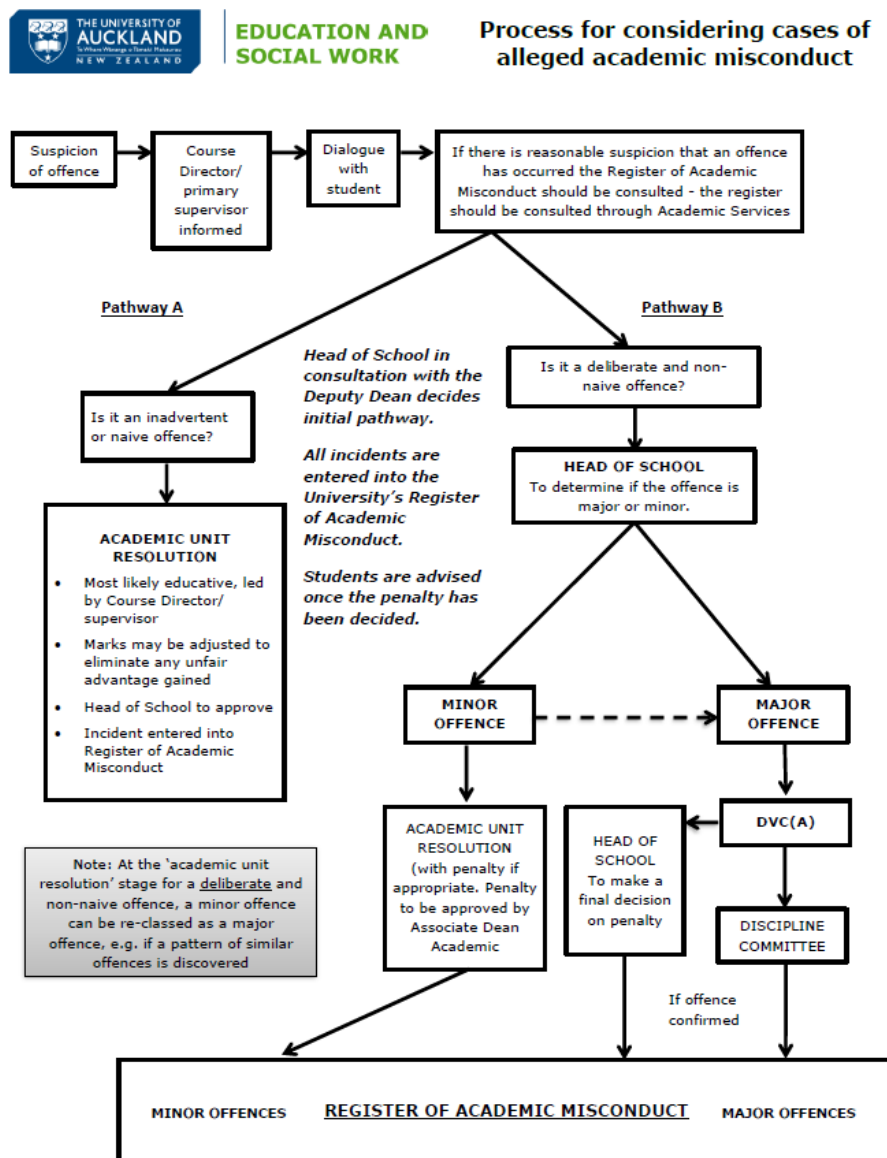 THE UNIVERSITY OF
AUCKLAND
Te Whare Wānanga o Tāmaki Makaurau
NEW ZEALAND
EDUCATION AND
SOCIAL WORK
Process for considering cases of
alleged academic misconduct
Suspicion
of offence
Course
Director/
primary
supervisor
informed
Dialogue
with
student
If there is reasonable suspicion that an offence
has occurred the Register of Academic
Misconduct should be consulted - the register
should be consulted through Academic Services
Pathway A
Pathway B
Is it an inadvertent
or naive offence?
Head of School in
consultation with the
Deputy Dean decides
initial pathway.
All incidents are
entered into the
University's Register
of Academic
Misconduct.
Students are advised
once the penalty has
been decided.
Is it a deliberate and non-
naive offence?
HEAD OF SCHOOL
To determine if the offence is
major or minor.
ACADEMIC UNIT
RESOLUTION
• Most likely educative, led
by Course Director/
supervisor
• Marks may be adjusted to
eliminate any unfair
advantage gained
• Head of School to approve
• Incident entered into
Register of Academic
Misconduct
MINOR
OFFENCE
MAJOR
OFFENCE
ACADEMIC UNIT
RESOLUTION
(with penalty if
appropriate. Penalty
to be approved by
Associate Dean
Academic
HEAD OF
SCHOOL
To make a
final decision
on penalty
DVC(A)
DISCIPLINE
COMMITTEE
Note: At the 'academic unit
resolution' stage for a deliberate and
non-naive offence, a minor offence
can be re-classed as a major
offence, e.g. if a pattern of similar
offences is discovered
If offence
confirmed
MINOR OFFENCES REGISTER OF ACADEMIC MISCONDUCT MAJOR OFFENCES